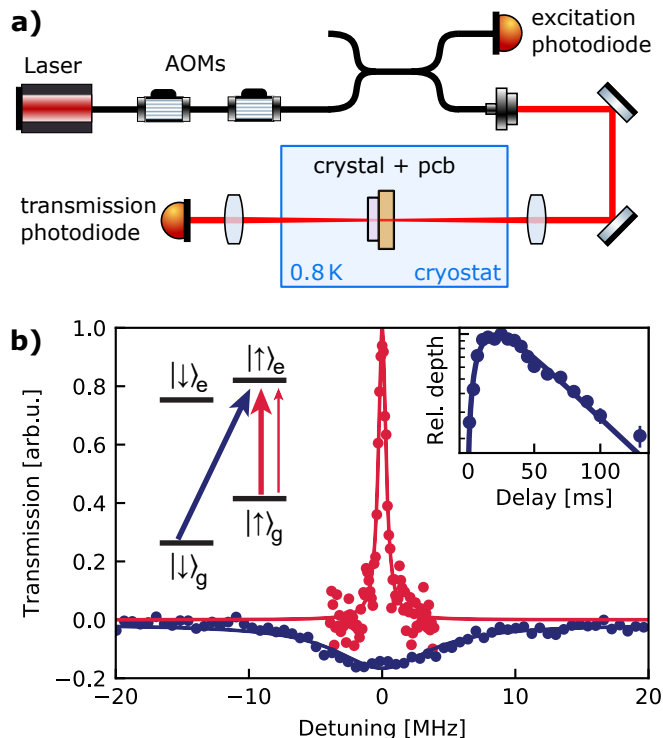 a)
excitation
photodiode
Laser
AOMs
crystal + pcb
transmission
photodiode
0.8 K
cryostat
b)
Transmission [arb.u.]
1.0
0.8
0.6
0.4
0.2
0.0
−0.2
|↓⟩e
|↑⟩e
|↑⟩g
|↓⟩g
Rel. depth
0
50
100
Delay [ms]
−20
−10
0
10
20
Detuning [MHz]